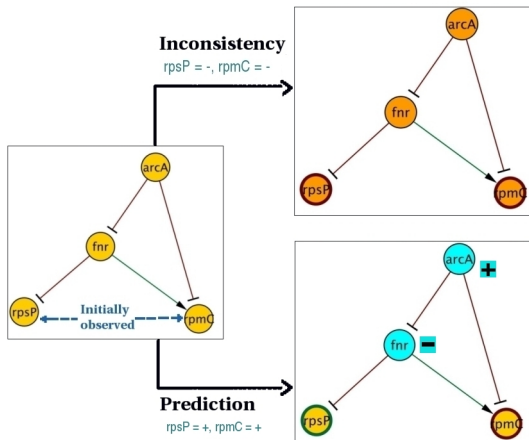 Inconsistency
rpsP = -, rpmC = -
arcA
fnr
rpsP
rpmC
arcA
fnr
rpsP
Initially
observed
rpmC
arcA
+
fnr
−
rpsP
rpmC
Prediction
rpsP = +, rpmC = +